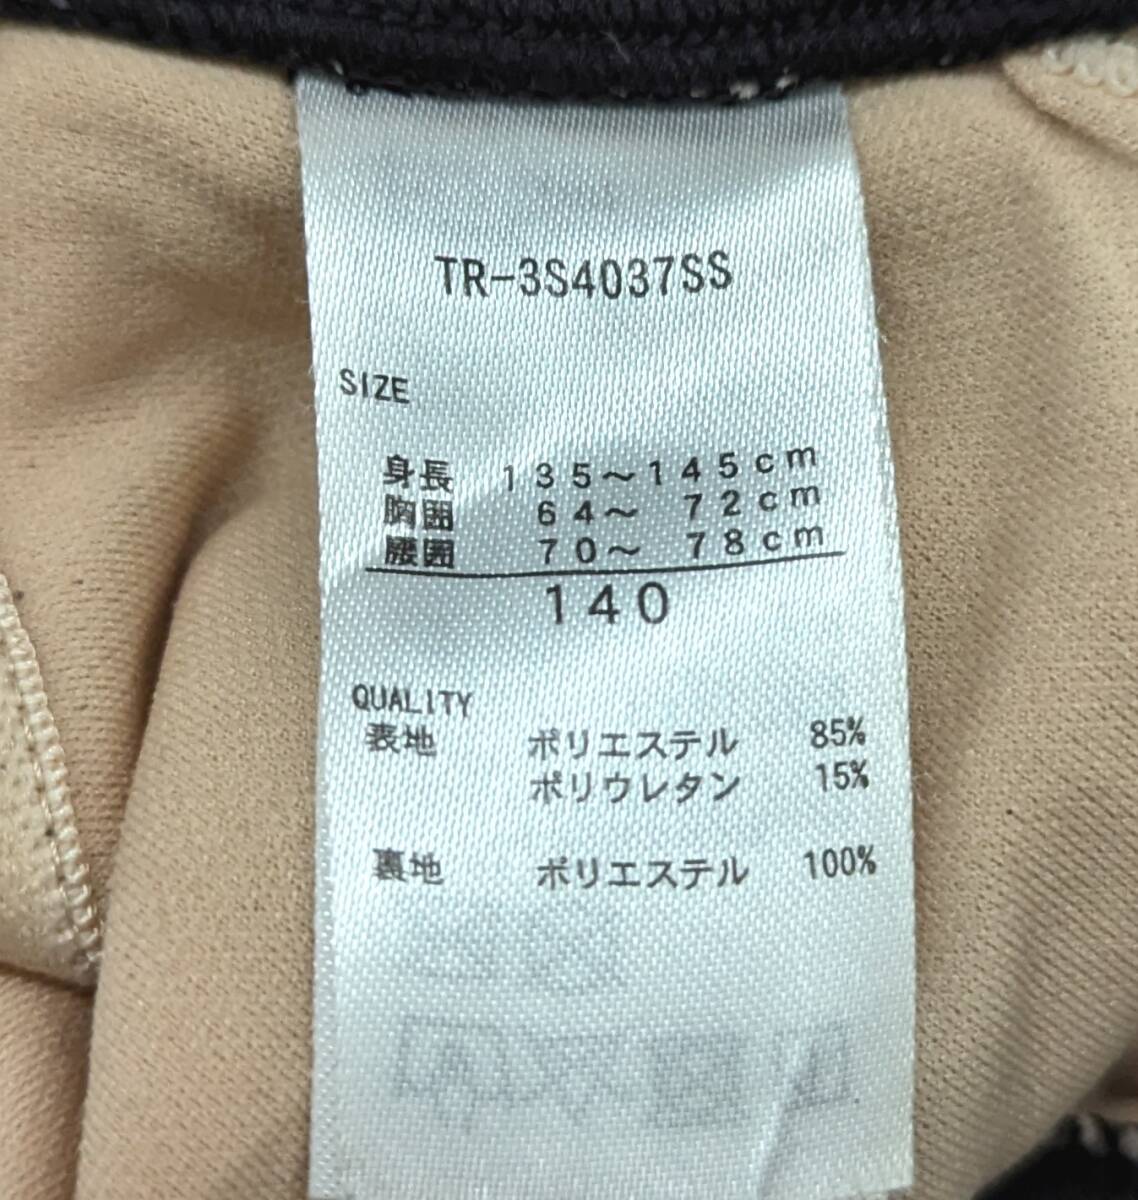 TR-3S4037SS
SIZE
身長 135～145cm
胸囲 64～ 72cm
腰囲 70～ 78cm
140
QUALITY
表地 ポリエステル 85%
ポリウレタン 15%
裏地 ポリエステル 100%